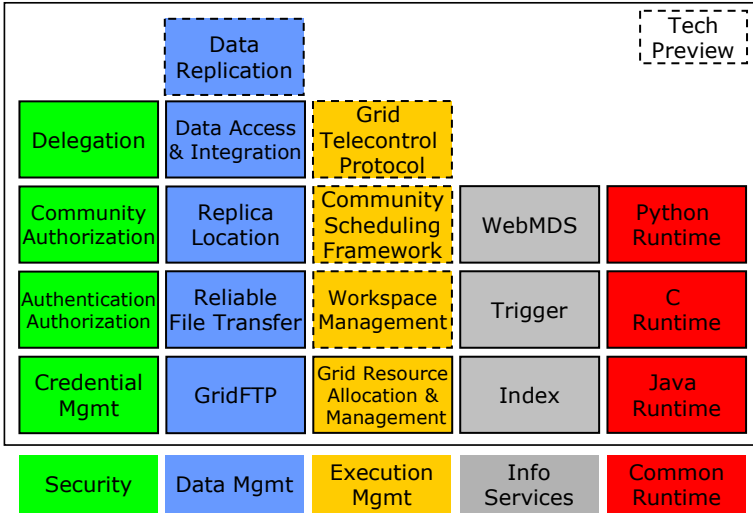 Tech
Preview
Data
Replication
Delegation
Data Access
& Integration
Grid
Telecontrol
Protocol
Community
Authorization
Replica
Location
Community
Scheduling
Framework
WebMDS
Python
Runtime
Authentication
Authorization
Reliable
File Transfer
Workspace
Management
Trigger
C
Runtime
Credential
Mgmt
GridFTP
Grid Resource
Allocation &
Management
Index
Java
Runtime
Security
Data Mgmt
Execution
Mgmt
Info
Services
Common
Runtime